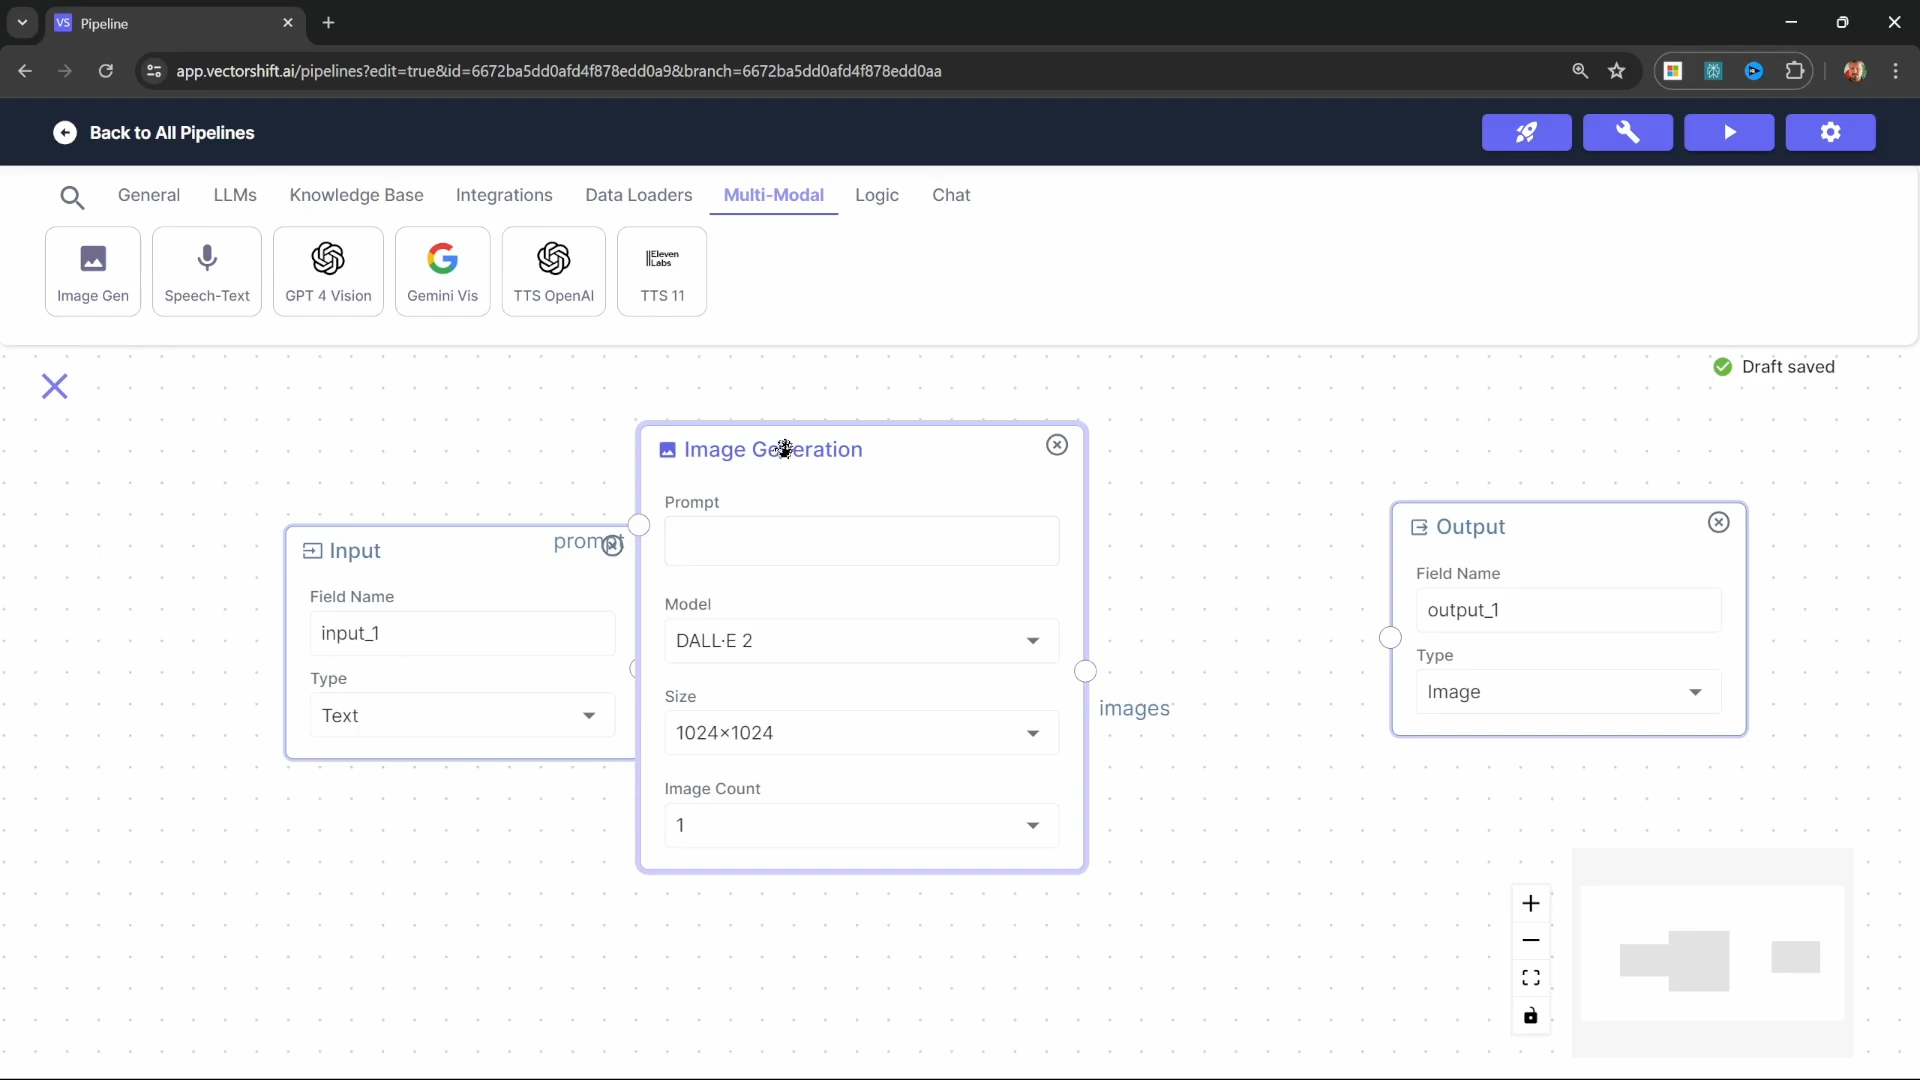 VS Pipeline
app.vectorshift.ai/pipelines?edit=true&id=6672ba5dd0afd4f878edd0a9&branch=6672ba5dd0afd4f878edd0aa
Back to All Pipelines
General LLMs Knowledge Base Integrations Data Loaders Multi-Modal Logic Chat
Image Gen Speech-Text GPT 4 Vision Gemini Vis TTS OpenAI TTS 11
IIEleven
Labs
Draft saved
Input
Field Name
input_1
Type
Text
prompt
Image Generation
Prompt
Model
DALL·E 2
Size
1024×1024
Image Count
1
images
Output
Field Name
output_1
Type
Image